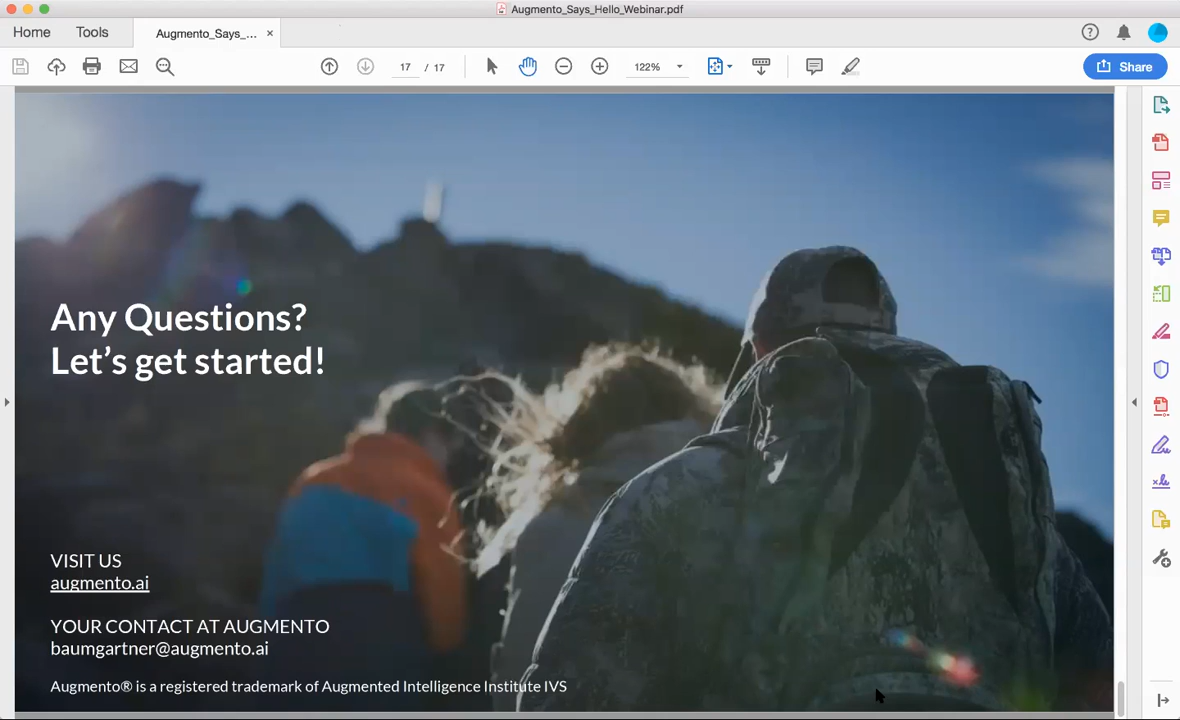 Augmento_Says_Hello_Webinar.pdf
Home Tools Augmento_Says_... ×
17 / 17 122% Share
Any Questions?
Let's get started!
VISIT US
augmento.ai
YOUR CONTACT AT AUGMENTO
baumgartner@augmento.ai
Augmento® is a registered trademark of Augmented Intelligence Institute IVS